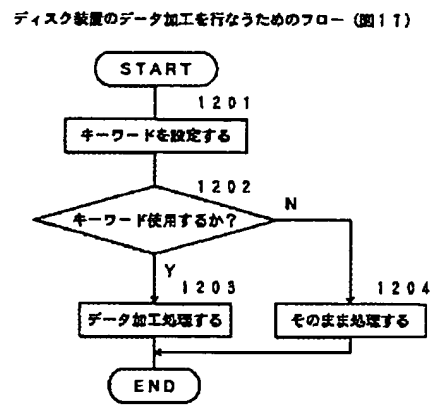 ディスク装置のデータ加工を行なうためのフロー（図17）
START
1201
キーワードを設定する
1202
キーワード使用するか？
N
Y
1203
1204
データ加工処理する
そのまま処理する
END